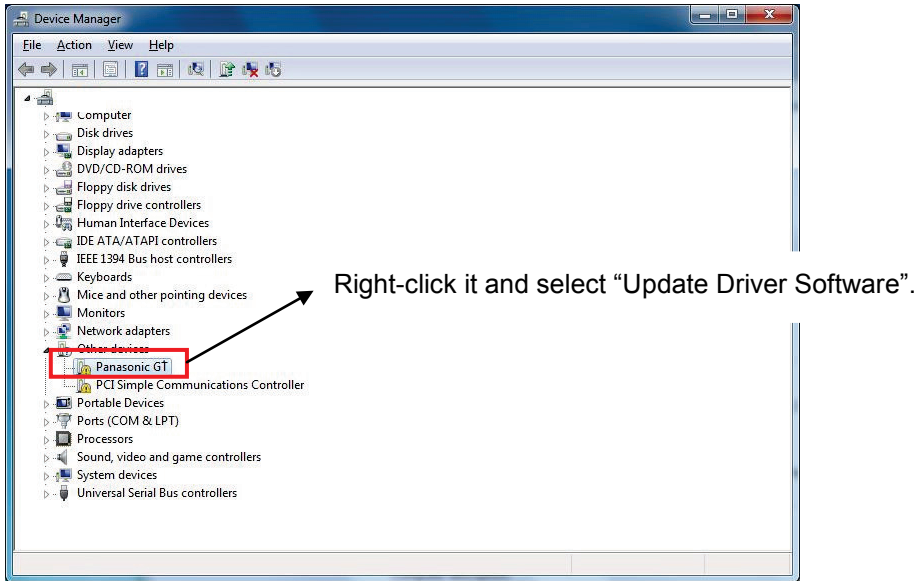 Device Manager
File Action View Help
Computer
Disk drives
Display adapters
DVD/CD-ROM drives
Floppy disk drives
Floppy drive controllers
Human Interface Devices
IDE ATA/ATAPI controllers
IEEE 1394 Bus host controllers
Keyboards
Mice and other pointing devices
Monitors
Network adapters
Other devices
Panasonic GT
PCI Simple Communications Controller
Portable Devices
Ports (COM & LPT)
Processors
Sound, video and game controllers
System devices
Universal Serial Bus controllers
Right-click it and select “Update Driver Software”.